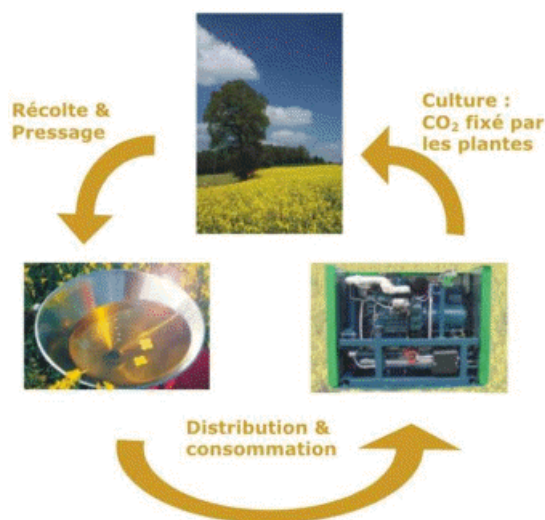 Récolte &
Pressage
Culture :
CO₂ fixé par
les plantes
Distribution &
consommation